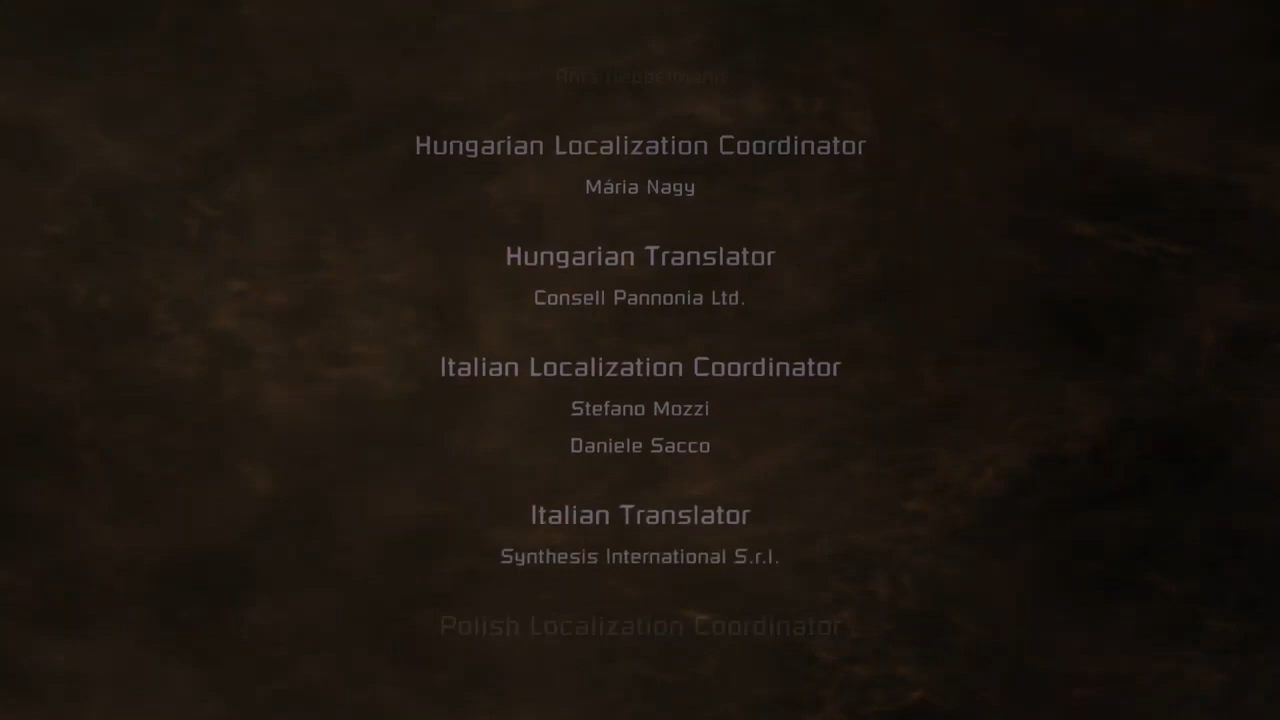 Hungarian Localization Coordinator
Mária Nagy
Hungarian Translator
Consell Pannonia Ltd.
Italian Localization Coordinator
Stefano Mozzi
Daniele Sacco
Italian Translator
Synthesis International S.r.l.
Polish Localization Coordinator